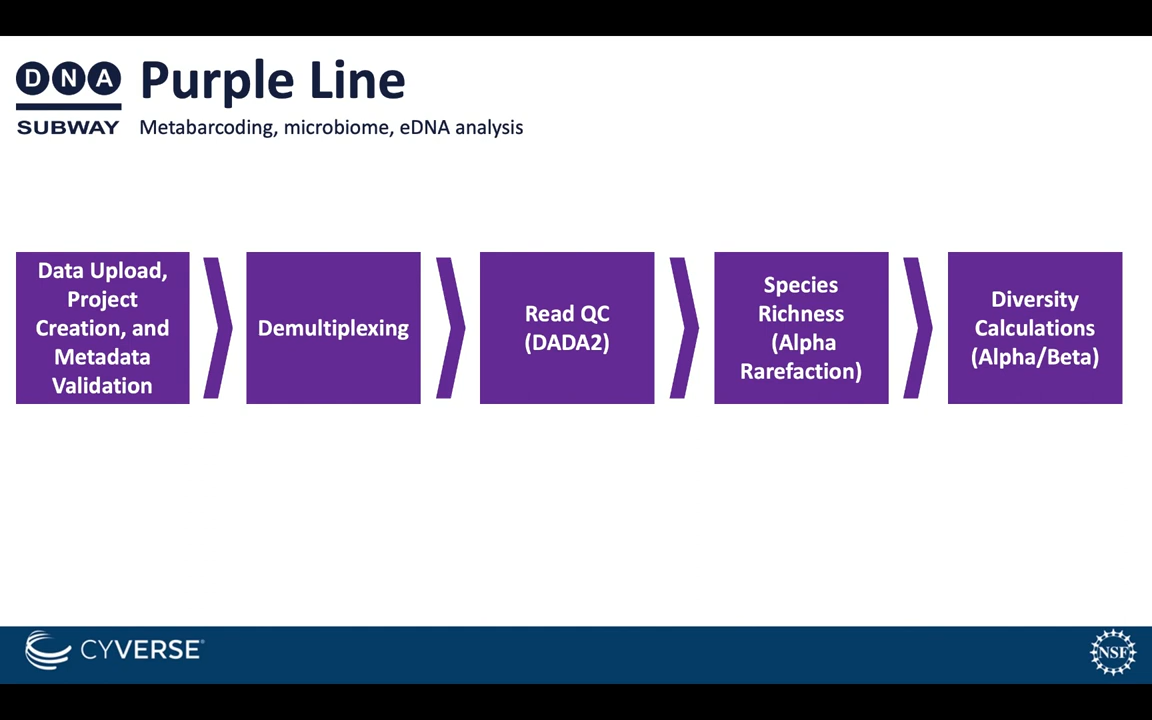 DNA
SUBWAY
Purple Line
Metabarcoding, microbiome, eDNA analysis
Data Upload,
Project
Creation, and
Metadata
Validation
Demultiplexing
Read QC
(DADA2)
Species
Richness
(Alpha
Rarefaction)
Diversity
Calculations
(Alpha/Beta)
CYVERSE®
NSF